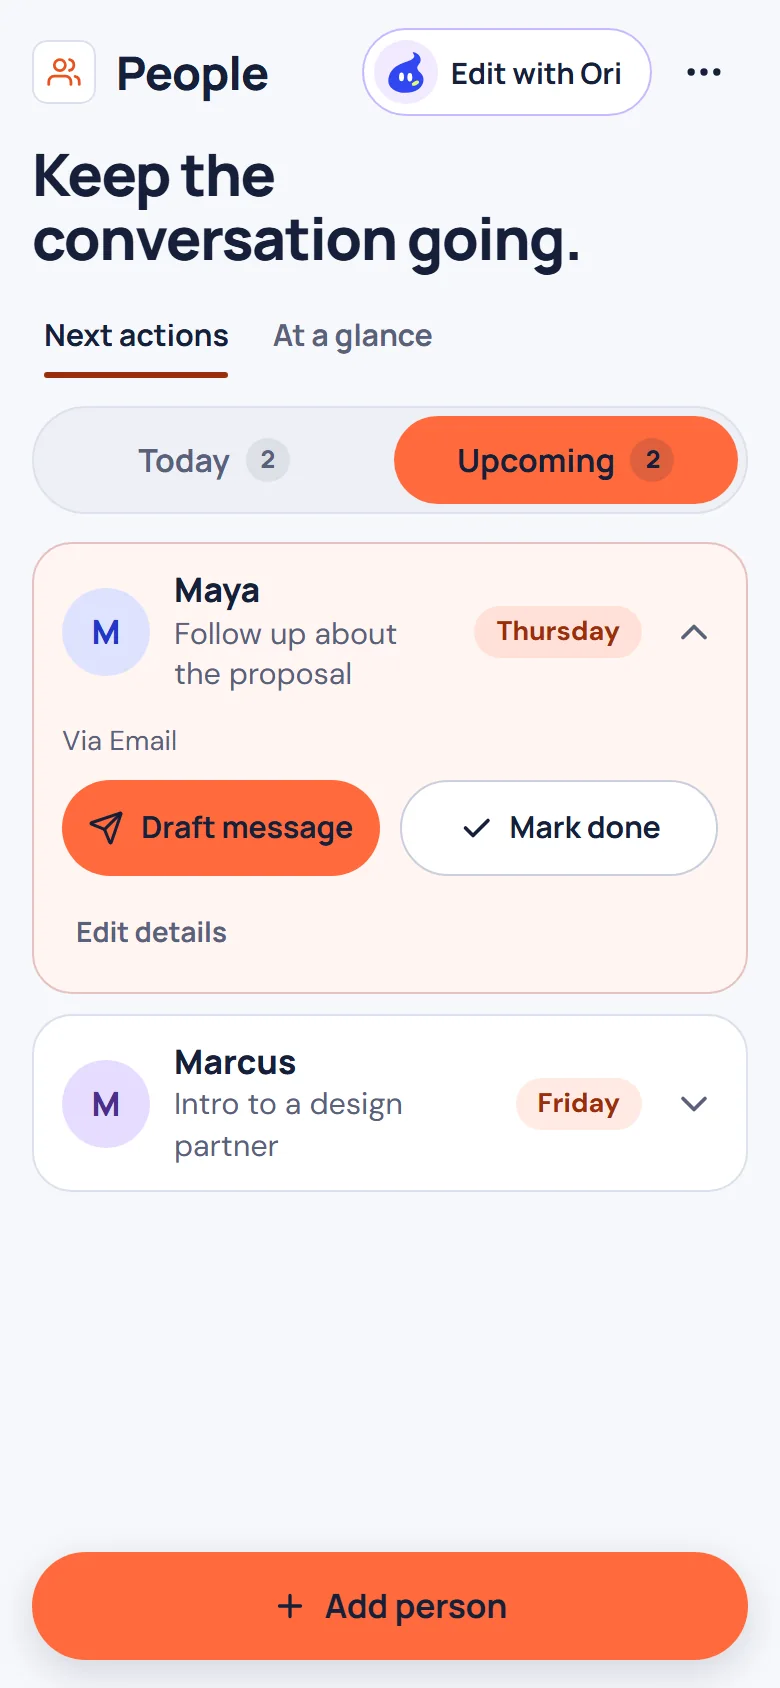 People
Edit with Ori
Keep the
conversation going.
Next actions
At a glance
Today 2
Upcoming 2
M
Maya
Follow up about
the proposal
Thursday
Via Email
Draft message
Mark done
Edit details
M
Marcus
Intro to a design
partner
Friday
+ Add person